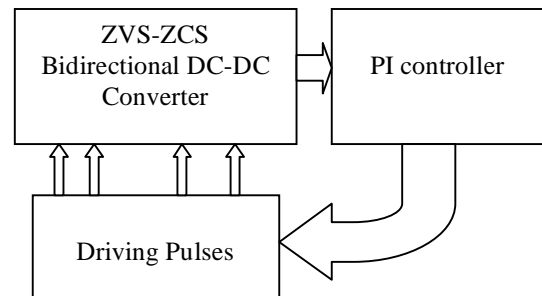 ZVS-ZCS
Bidirectional DC-DC
Converter
PI controller
Driving Pulses